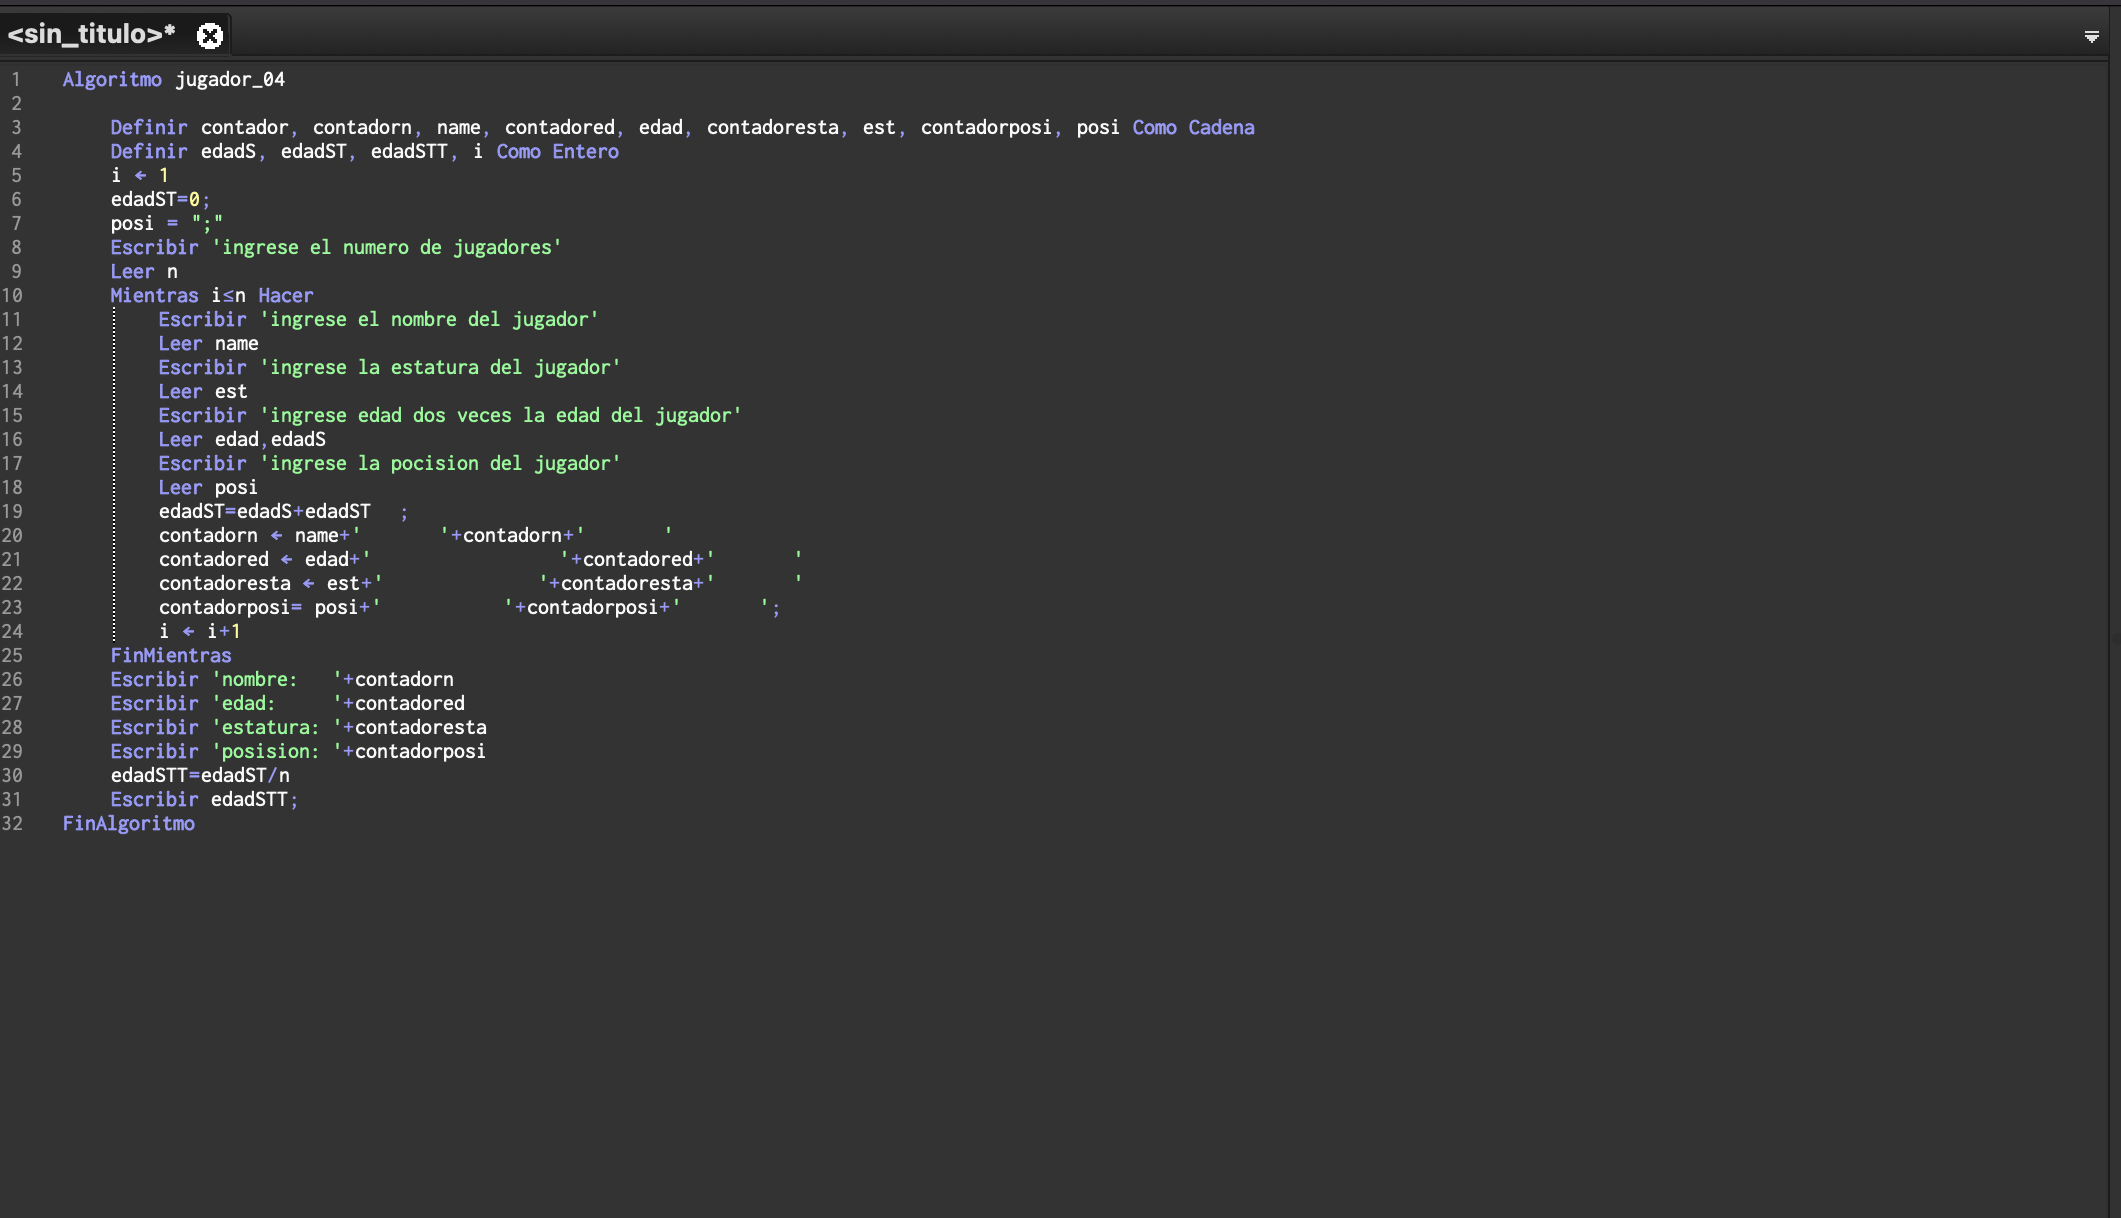 <sin_titulo>*
1 Algoritmo jugador_04
2
3 Definir contador, contadorn, name, contadored, edad, contadoresta, est, contadorposi, posi Como Cadena
4 Definir edadS, edadST, edadSTT, i Como Entero
5 i ← 1
6 edadST=0;
7 posi = ";"
8 Escribir 'ingrese el numero de jugadores'
9 Leer n
10 Mientras i≤n Hacer
11 Escribir 'ingrese el nombre del jugador'
12 Leer name
13 Escribir 'ingrese la estatura del jugador'
14 Leer est
15 Escribir 'ingrese edad dos veces la edad del jugador'
16 Leer edad,edadS
17 Escribir 'ingrese la pocision del jugador'
18 Leer posi
19 edadST=edadS+edadST   ;
20 contadorn ← name+'       '+contadorn+'       '
21 contadored ← edad+'                 '+contadored+'       '
22 contadoresta ← est+'              '+contadoresta+'       '
23 contadorposi= posi+'           '+contadorposi+'       ';
24 i ← i+1
25 FinMientras
26 Escribir 'nombre:   '+contadorn
27 Escribir 'edad:     '+contadored
28 Escribir 'estatura: '+contadoresta
29 Escribir 'posision: '+contadorposi
30 edadSTT=edadST/n
31 Escribir edadSTT;
32 FinAlgoritmo